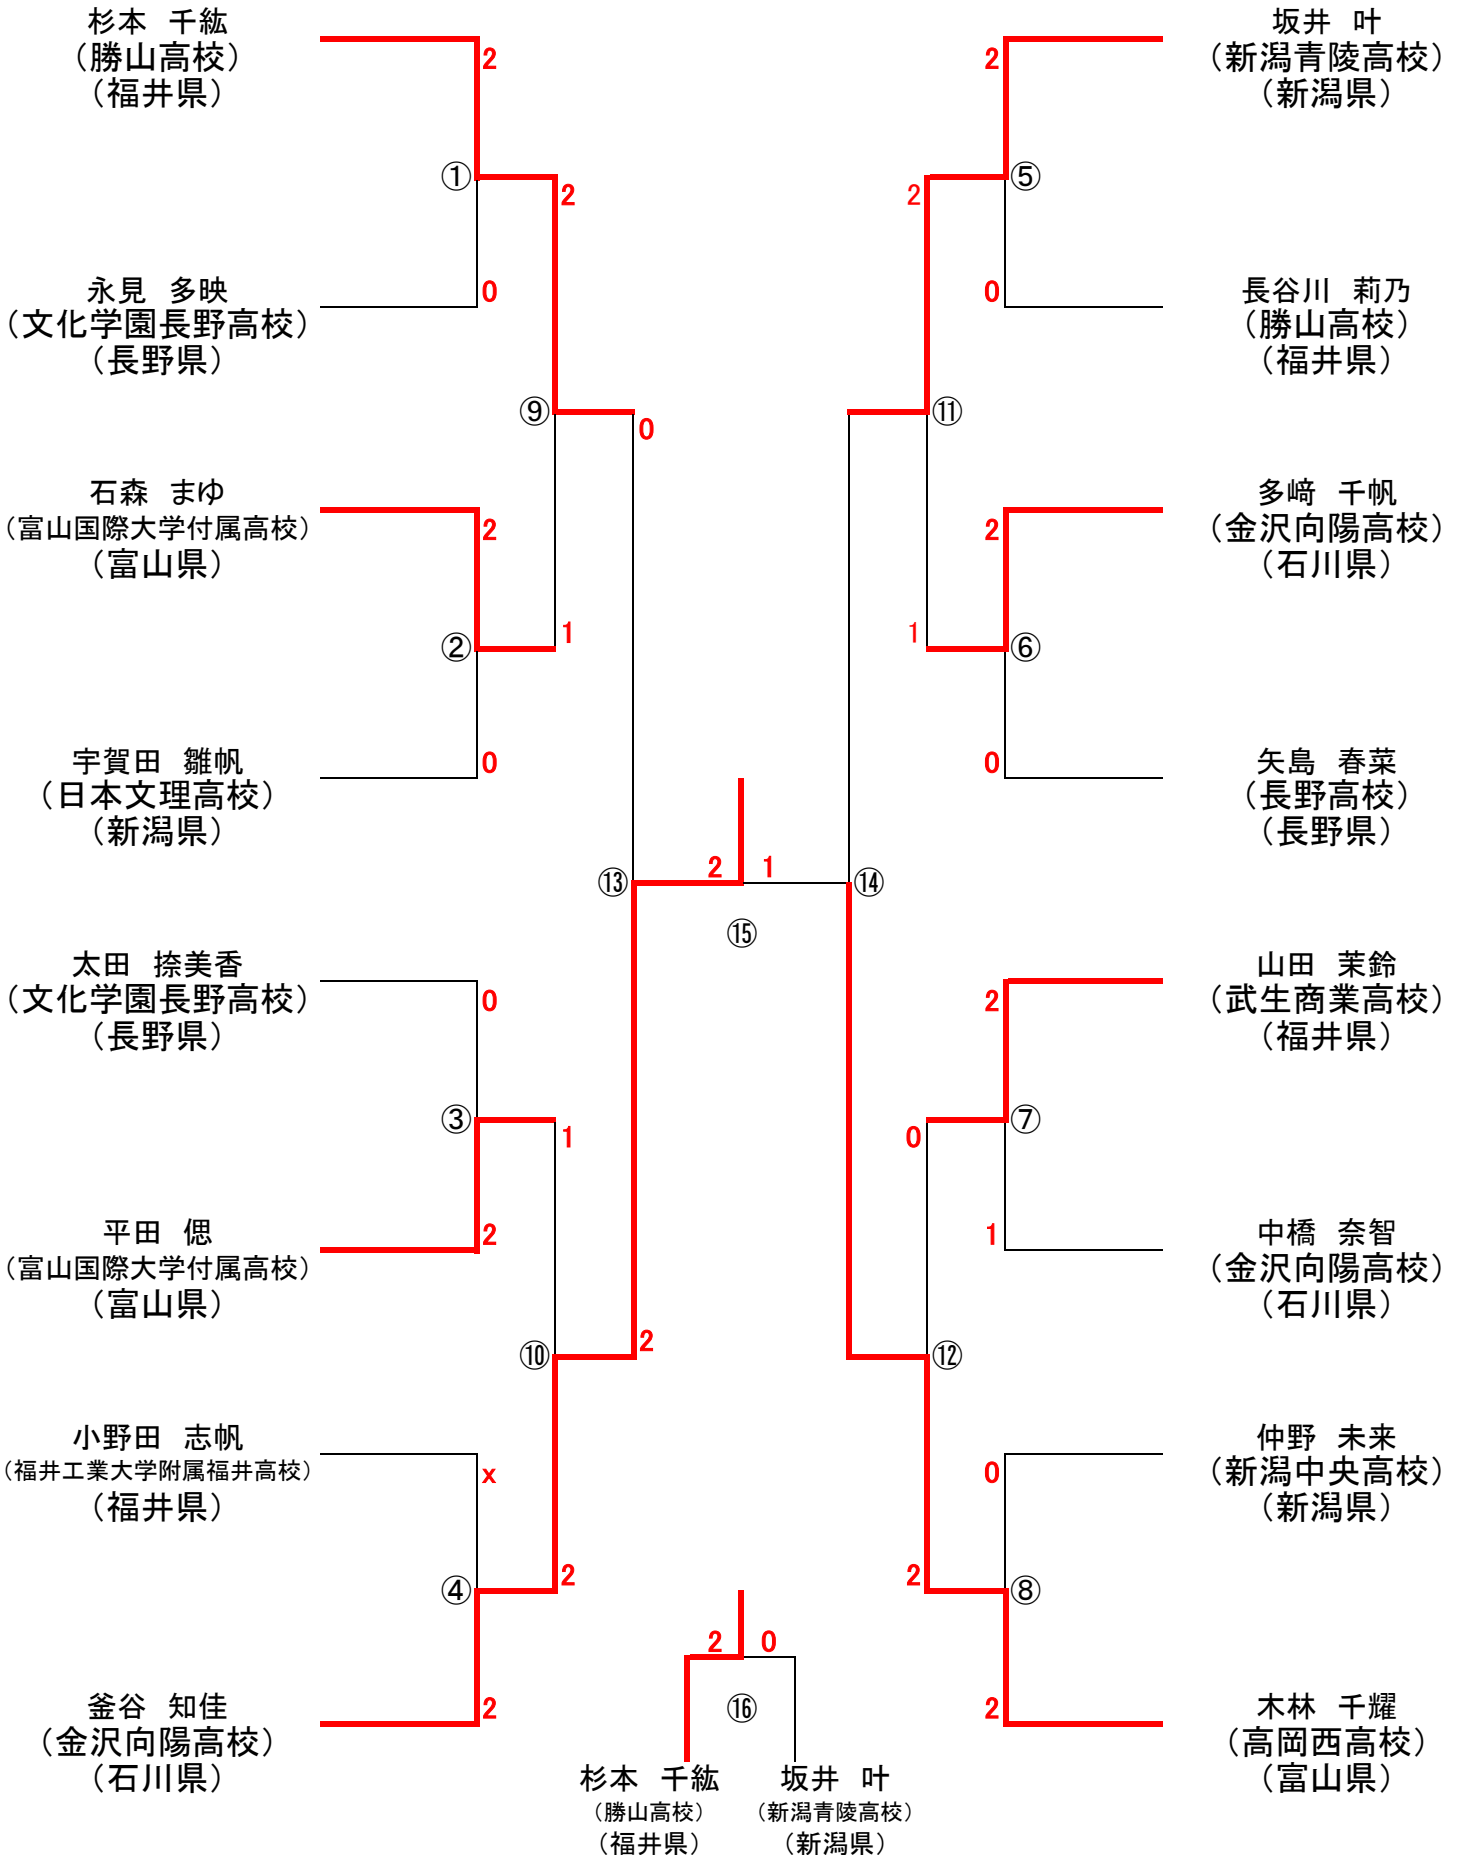 杉本　千紘
（勝山高校）
（福井県）
2
①
2
0
永見　多映
（文化学園長野高校）
（長野県）
⑨
0
石森　まゆ
（富山国際大学付属高校）
（富山県）
2
②
1
0
宇賀田　雛帆
（日本文理高校）
（新潟県）
⑬
太田　捺美香
（文化学園長野高校）
（長野県）
0
③
1
2
平田　偲
（富山国際大学付属高校）
（富山県）
⑩
2
小野田　志帆
（福井工業大学附属福井高校）
（福井県）
x
④
2
2
釜谷　知佳
（金沢向陽高校）
（石川県）
2 1
⑮
坂井　叶
（新潟青陵高校）
（新潟県）
2
2
⑤
0
長谷川　莉乃
（勝山高校）
（福井県）
⑪
多﨑　千帆
（金沢向陽高校）
（石川県）
2
1
⑥
0
矢島　春菜
（長野高校）
（長野県）
⑭
山田　茉鈴
（武生商業高校）
（福井県）
2
0
⑦
1
中橋　奈智
（金沢向陽高校）
（石川県）
⑫
仲野　未来
（新潟中央高校）
（新潟県）
0
2
⑧
2
木林　千耀
（高岡西高校）
（富山県）
2 0
⑯
杉本　千紘
（勝山高校）
（福井県）
坂井　叶
（新潟青陵高校）
（新潟県）